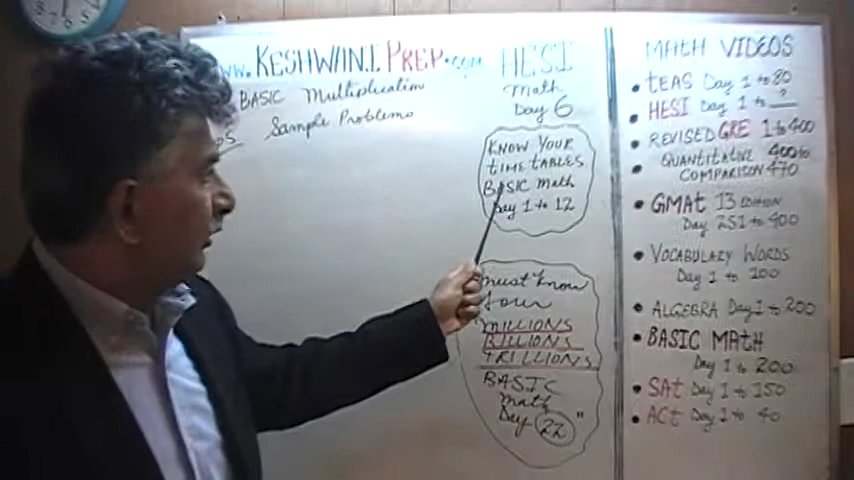 www.KESHWANIPREP.com
BASIC Multiplication
Sample Problems
HESI
Math
Day 6
KNOW YOUR
TIME TABLES
BASIC Math
Day 1 to 12
Must Know
Your
MILLIONS
BILLIONS
TRILLIONS
BASIC
Math
Day 22"
MATH VIDEOS
• TEAS Day 1 to 80
• HESI Day 1 to ?
• REVISED GRE 1 to 400
• QUANTITATIVE 400 to
COMPARISON 470
• GMAT 13 EDITION
Day 251 to 400
• VOCABULARY WORDS
Day 1 to 100
• ALGEBRA Day 1 to 200
• BASIC MATH
Day 1 to 200
• SAT Day 1 to 150
• ACT Day 1 to 40